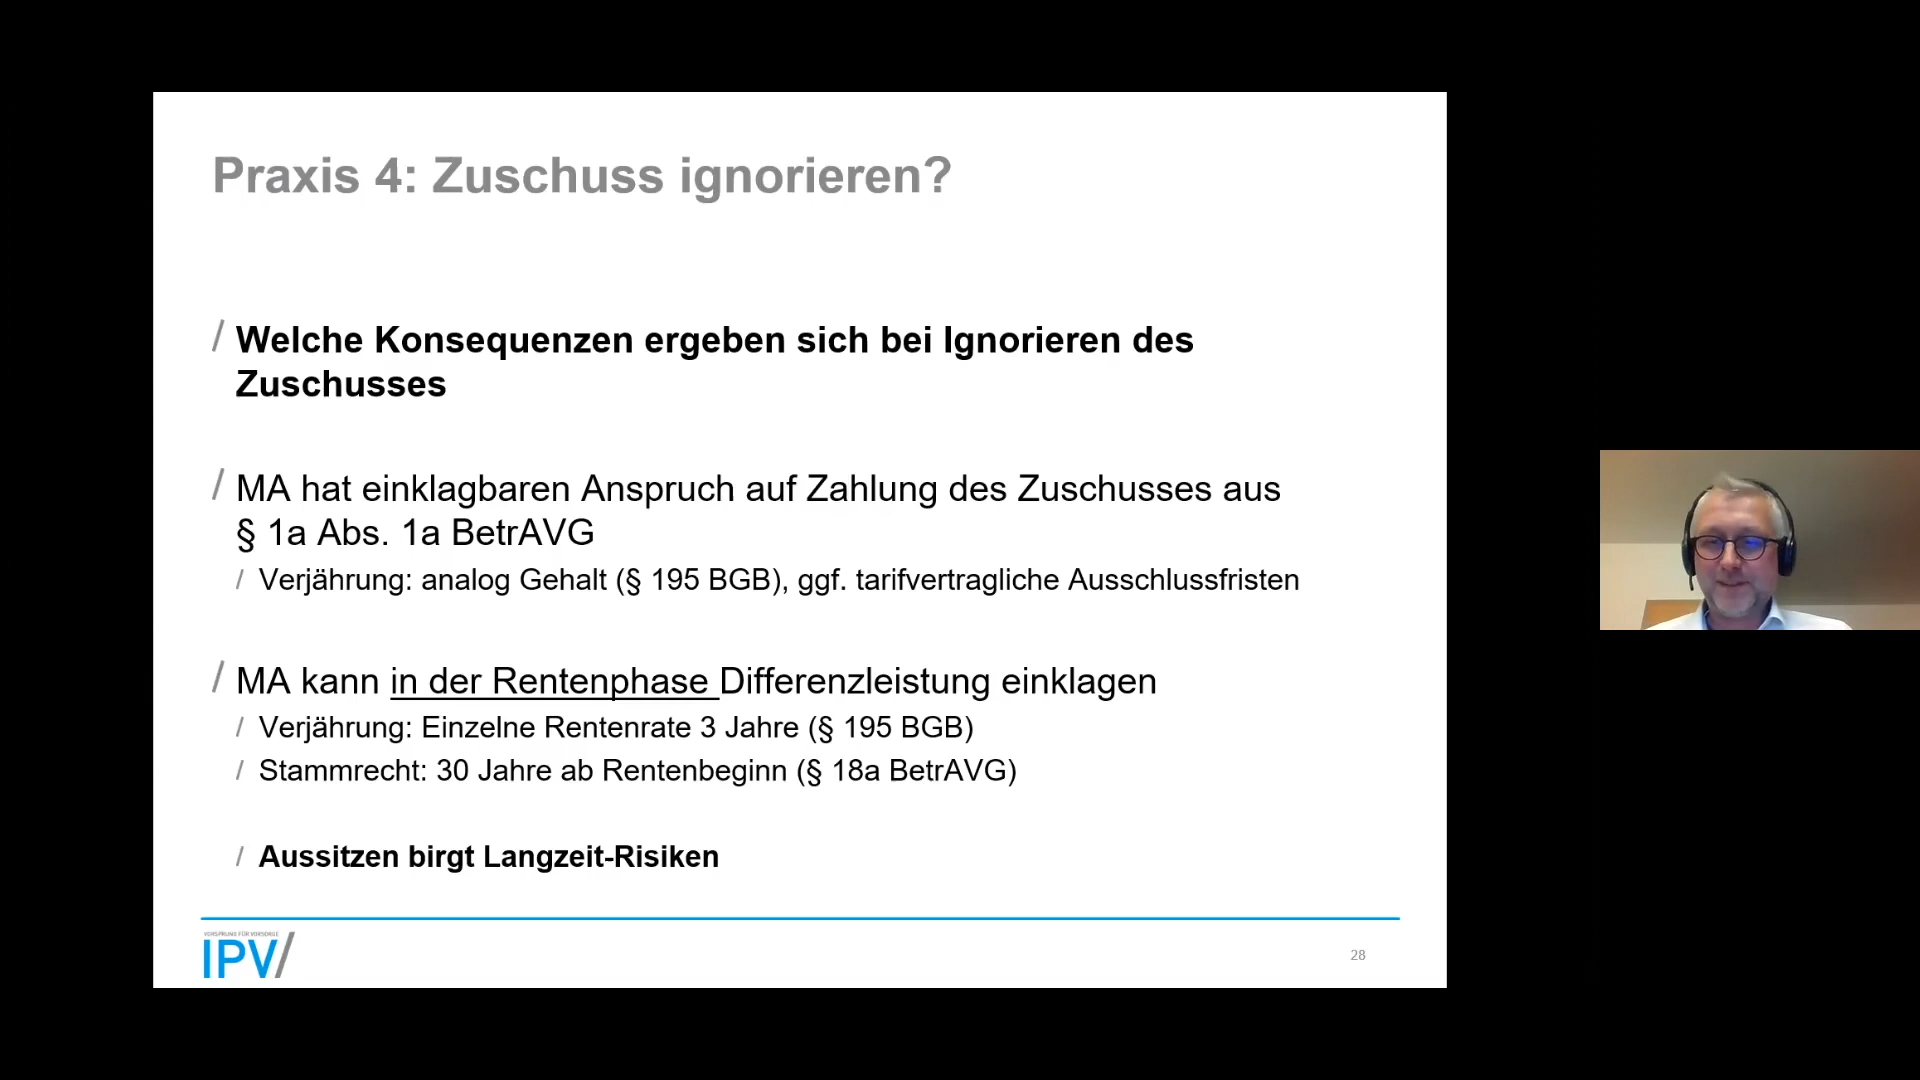 Praxis 4: Zuschuss ignorieren?
/ Welche Konsequenzen ergeben sich bei Ignorieren des
Zuschusses
/ MA hat einklagbaren Anspruch auf Zahlung des Zuschusses aus
§ 1a Abs. 1a BetrAVG
/ Verjährung: analog Gehalt (§ 195 BGB), ggf. tarifvertragliche Ausschlussfristen
/ MA kann in der Rentenphase Differenzleistung einklagen
/ Verjährung: Einzelne Rentenrate 3 Jahre (§ 195 BGB)
/ Stammrecht: 30 Jahre ab Rentenbeginn (§ 18a BetrAVG)
/ Aussitzen birgt Langzeit-Risiken
VORSPRUNG FÜR VORSORGE
IPV/
28